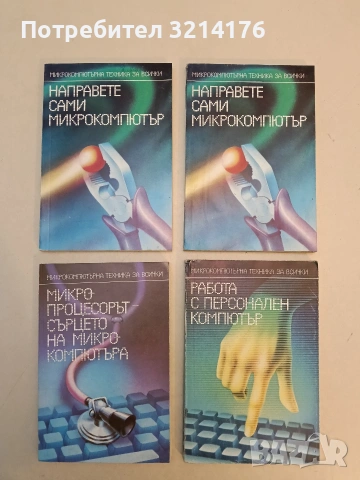 Потребител 3214176
МИКРОКОМПЮТЪРНА ТЕХНИКА ЗА ВСИЧКИ
НАПРАВЕТЕ
САМИ
МИКРОКОМПЮТЪР
МИКРОКОМПЮТЪРНА ТЕХНИКА ЗА ВСИЧКИ
НАПРАВЕТЕ
САМИ
МИКРОКОМПЮТЪР
МИКРОКОМПЮТЪРНА ТЕХНИКА ЗА ВСИЧКИ
МИКРО-
ПРОЦЕСОРЪТ-
СЪРЦЕТО
НА МИКРО-
КОМПЮТЪРА
МИКРОКОМПЮТЪРНА ТЕХНИКА ЗА ВСИЧКИ
РАБОТА
С ПЕРСОНАЛЕН
КОМПЮТЪР
BAZAR